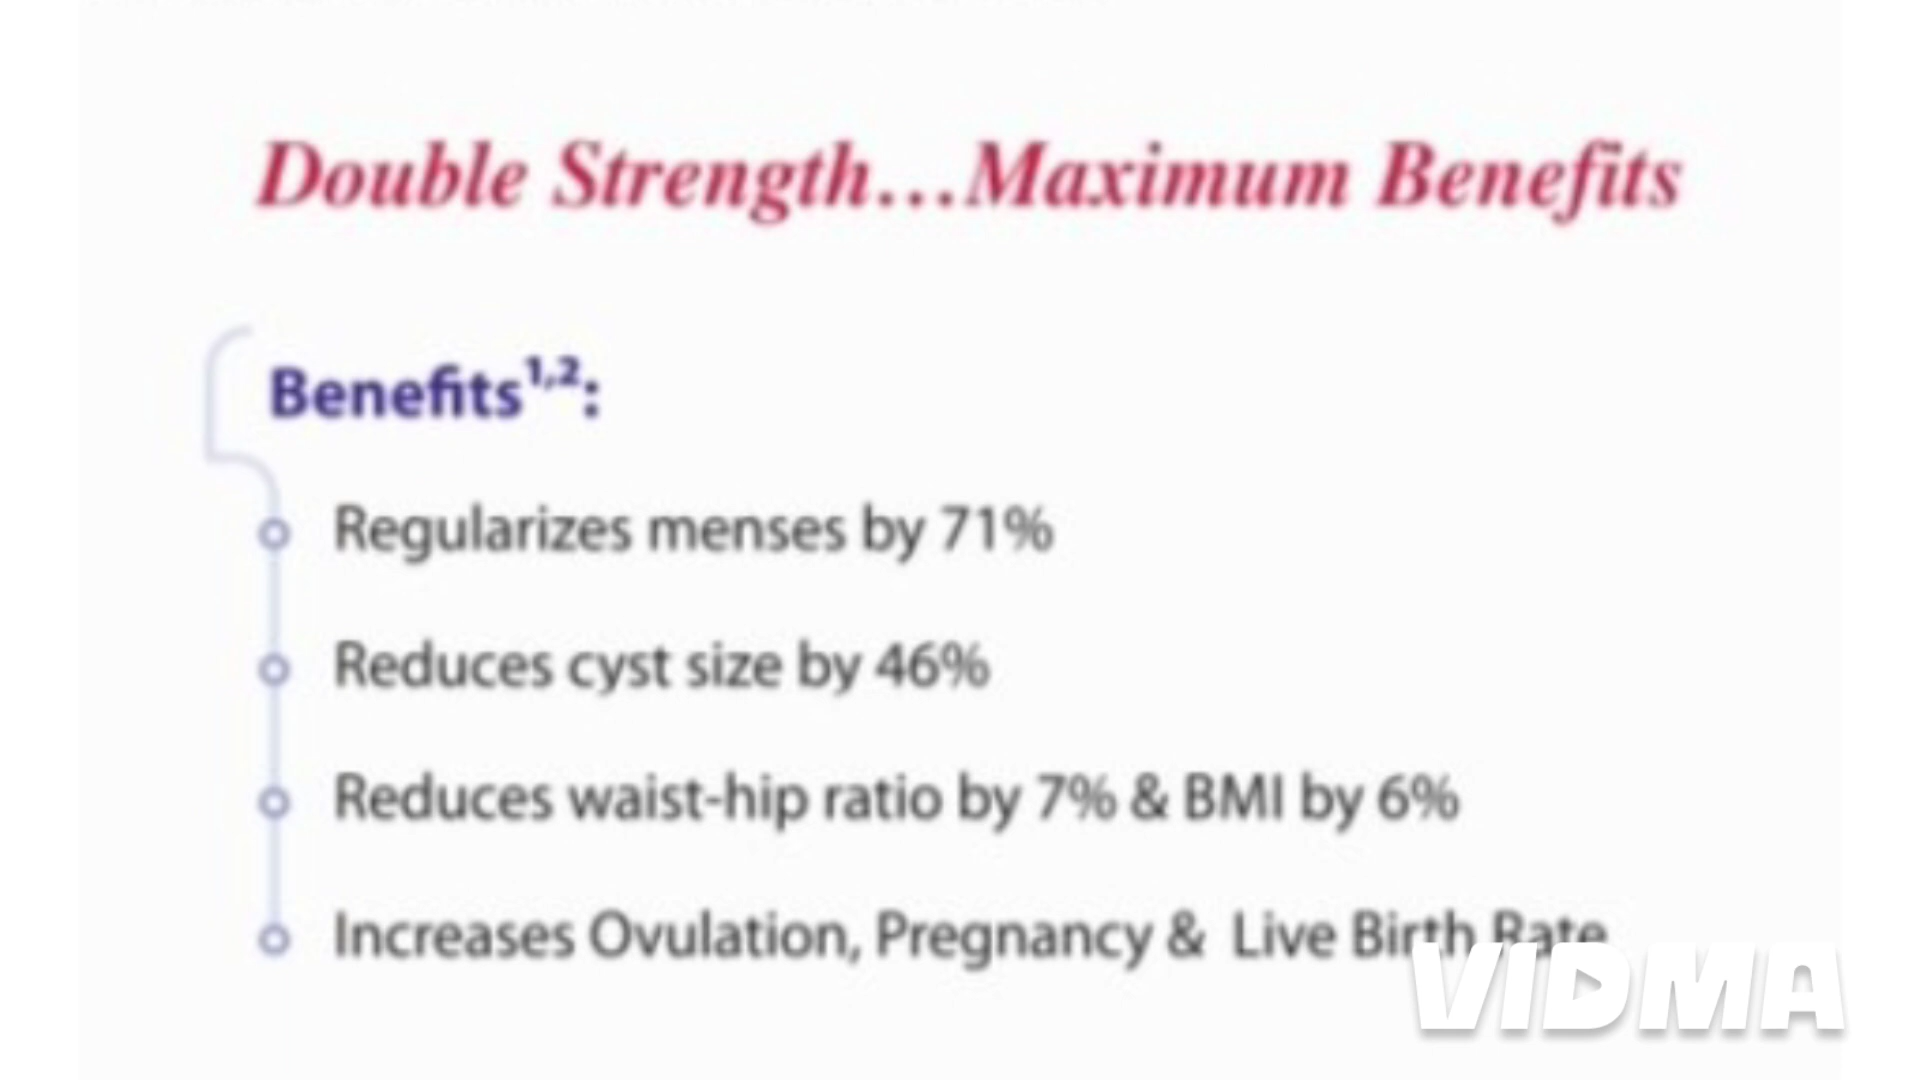 Double Strength...Maximum Benefits
Benefits¹,²:
Regularizes menses by 71%
Reduces cyst size by 46%
Reduces waist-hip ratio by 7% & BMI by 6%
Increases Ovulation, Pregnancy & Live Birth Rate
VIDMA